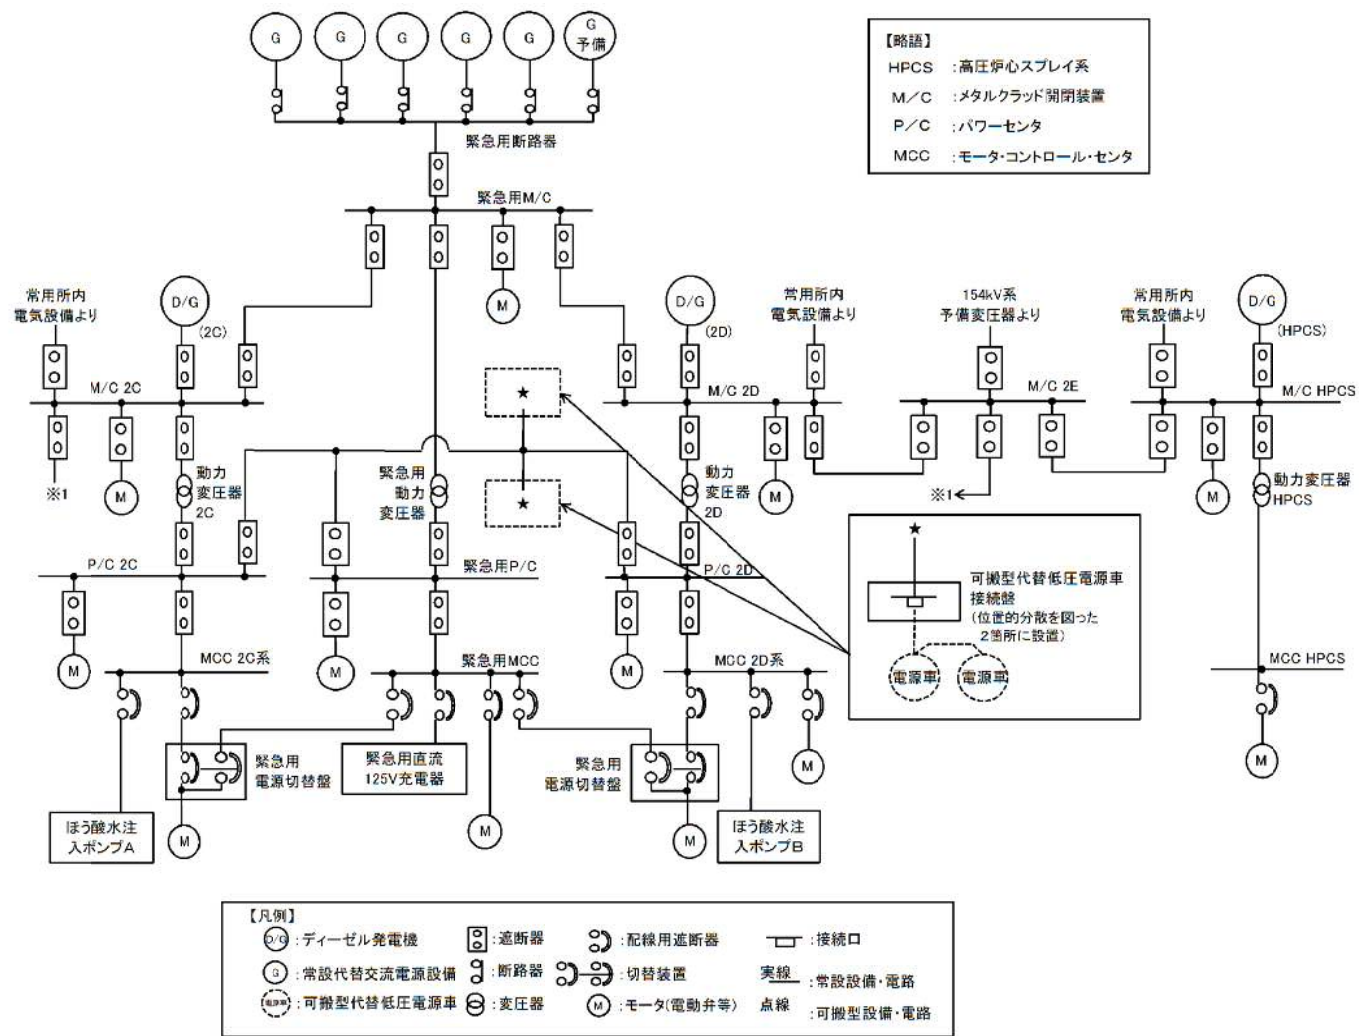 G
G
G
G
G
G
予備
【略語】
HPCS :高圧炉心スプレイ系
M/C :メタルクラッド開閉装置
P/C :パワーセンタ
MCC :モータ・コントロール・センタ
緊急用断路器
緊急用M/C
常用所内
電気設備より
D/G
(2C)
M
D/G
(2D)
常用所内
電気設備より
154kV系
予備変圧器より
常用所内
電気設備より
D/G
(HPCS)
M/C 2C
★
M/C 2D
M/C 2E
M/C HPCS
※1
M
動力
変圧器
2C
緊急用
動力
変圧器
★
動力
変圧器
2D
M
※1
M
動力変圧器
HPCS
P/C 2C
緊急用P/C
P/C 2D
★
可搬型代替低圧電源車
接続盤
(位置的分散を図った
2箇所に設置)
電源車
電源車
M
MCC 2C系
M
緊急用MCC
M
MCC 2D系
MCC HPCS
緊急用
電源切替盤
緊急用直流
125V充電器
緊急用
電源切替盤
M
M
ほう酸水注
入ポンプA
M
M
M
ほう酸水注
入ポンプB
【凡例】
D/G :ディーゼル発電機
:遮断器
:配線用遮断器
:接続口
G :常設代替交流電源設備
:断路器
:切替装置
実線 :常設設備・電路
電源車 :可搬型代替低圧電源車
:変圧器
M :モータ(電動弁等)
点線 :可搬型設備・電路